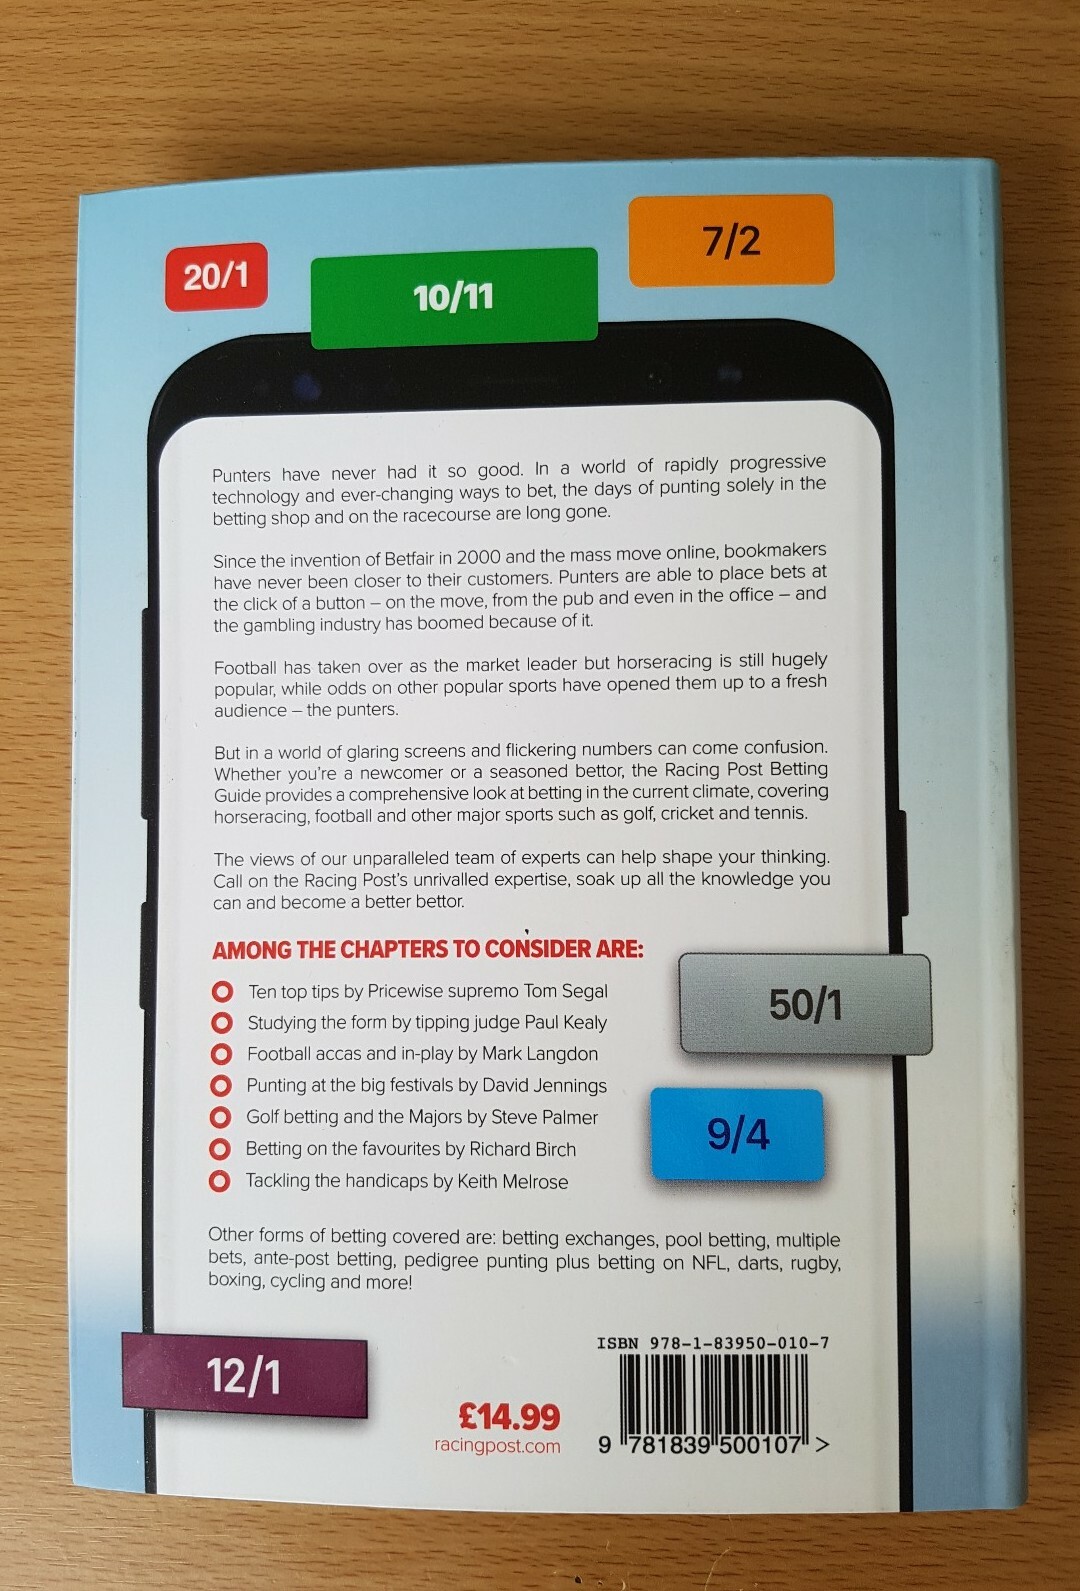 7/2
20/1
10/11
Punters have never had it so good. In a world of rapidly progressive
technology and ever-changing ways to bet, the days of punting solely in the
betting shop and on the racecourse are long gone.
Since the invention of Betfair in 2000 and the mass move online, bookmakers
have never been closer to their customers. Punters are able to place bets at
the click of a button – on the move, from the pub and even in the office – and
the gambling industry has boomed because of it.
Football has taken over as the market leader but horseracing is still hugely
popular, while odds on other popular sports have opened them up to a fresh
audience – the punters.
But in a world of glaring screens and flickering numbers can come confusion.
Whether you're a newcomer or a seasoned bettor, the Racing Post Betting
Guide provides a comprehensive look at betting in the current climate, covering
horseracing, football and other major sports such as golf, cricket and tennis.
The views of our unparalleled team of experts can help shape your thinking.
Call on the Racing Post's unrivalled expertise, soak up all the knowledge you
can and become a better bettor.
AMONG THE CHAPTERS TO CONSIDER ARE:
Ten top tips by Pricewise supremo Tom Segal
Studying the form by tipping judge Paul Kealy
Football accas and in-play by Mark Langdon
Punting at the big festivals by David Jennings
Golf betting and the Majors by Steve Palmer
Betting on the favourites by Richard Birch
Tackling the handicaps by Keith Melrose
50/1
9/4
Other forms of betting covered are: betting exchanges, pool betting, multiple
bets, ante-post betting, pedigree punting plus betting on NFL, darts, rugby,
boxing, cycling and more!
12/1
£14.99
racingpost.com
ISBN 978-1-83950-010-7
9 781839 500107 >